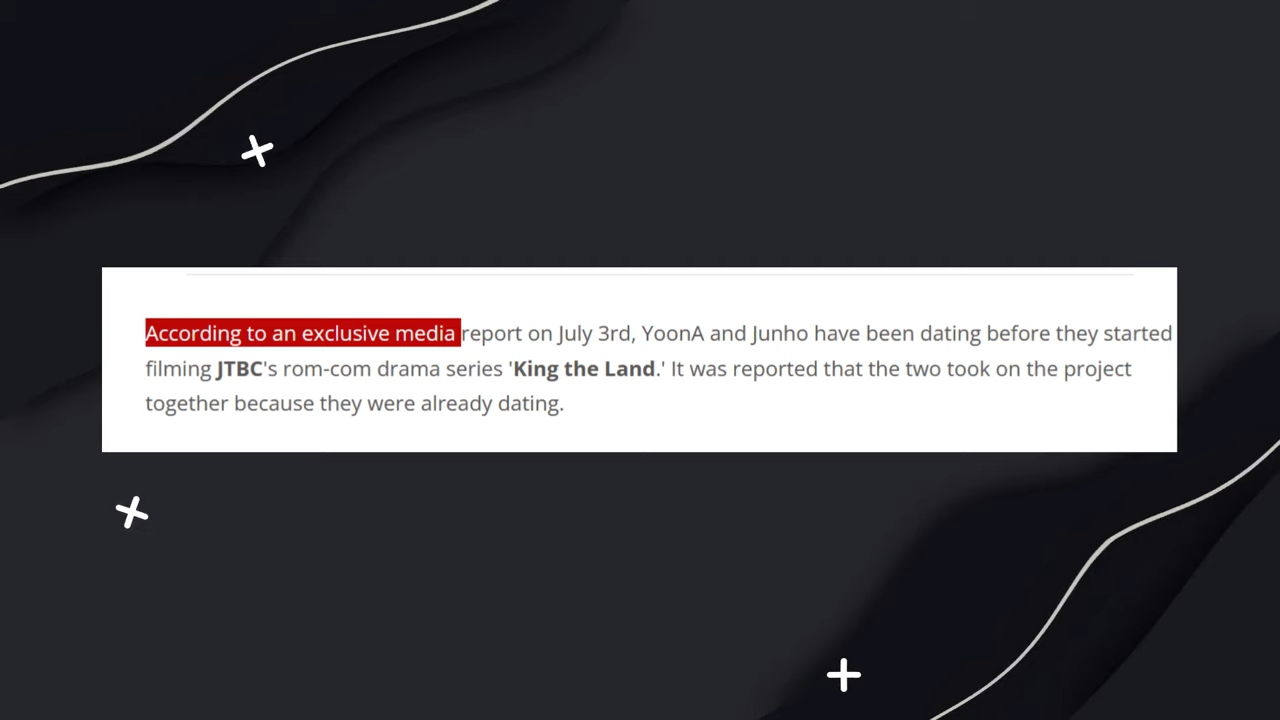 According to an exclusive media report on July 3rd, YoonA and Junho have been dating before they started
filming JTBC's rom-com drama series 'King the Land.' It was reported that the two took on the project
together because they were already dating.